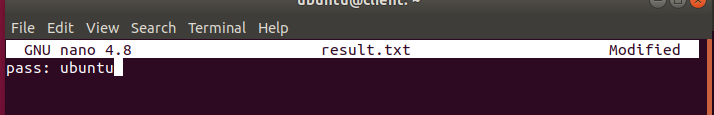 ubuntu@client: ~
File Edit View Search Terminal Help
GNU nano 4.8 result.txt Modified
pass: ubuntu